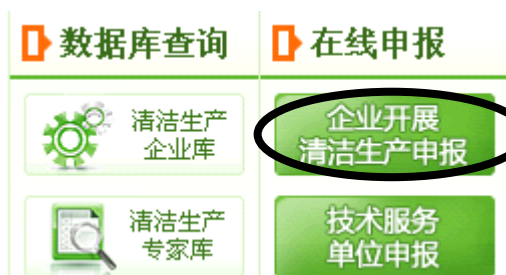 数据库查询
在线申报
清洁生产
企业库
企业开展
清洁生产申报
清洁生产
专家库
技术服务
单位申报